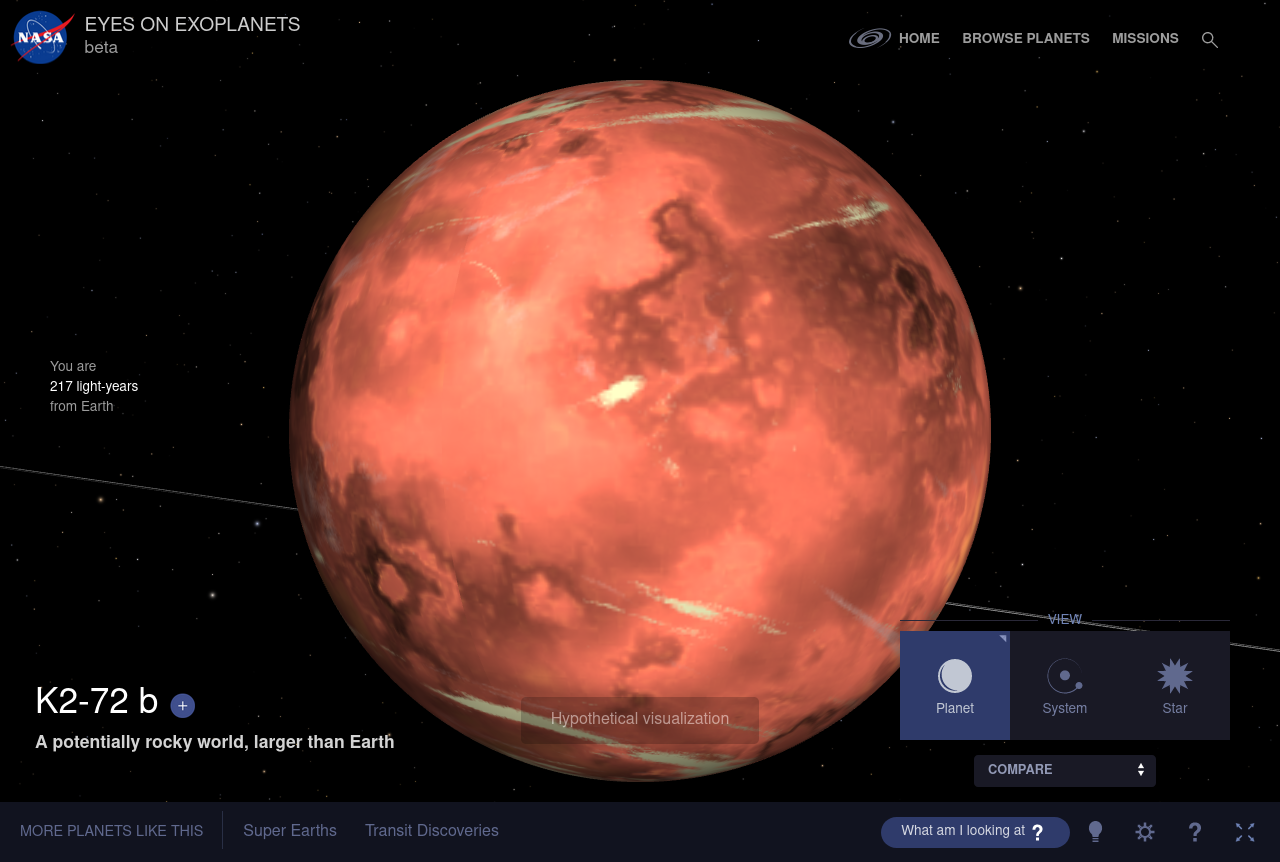 NASA
EYES ON EXOPLANETS
beta
HOME
BROWSE PLANETS
MISSIONS
You are
217 light-years
from Earth
K2-72 b +
A potentially rocky world, larger than Earth
Hypothetical visualization
VIEW
Planet
System
Star
COMPARE
MORE PLANETS LIKE THIS
Super Earths
Transit Discoveries
What am I looking at ?
?